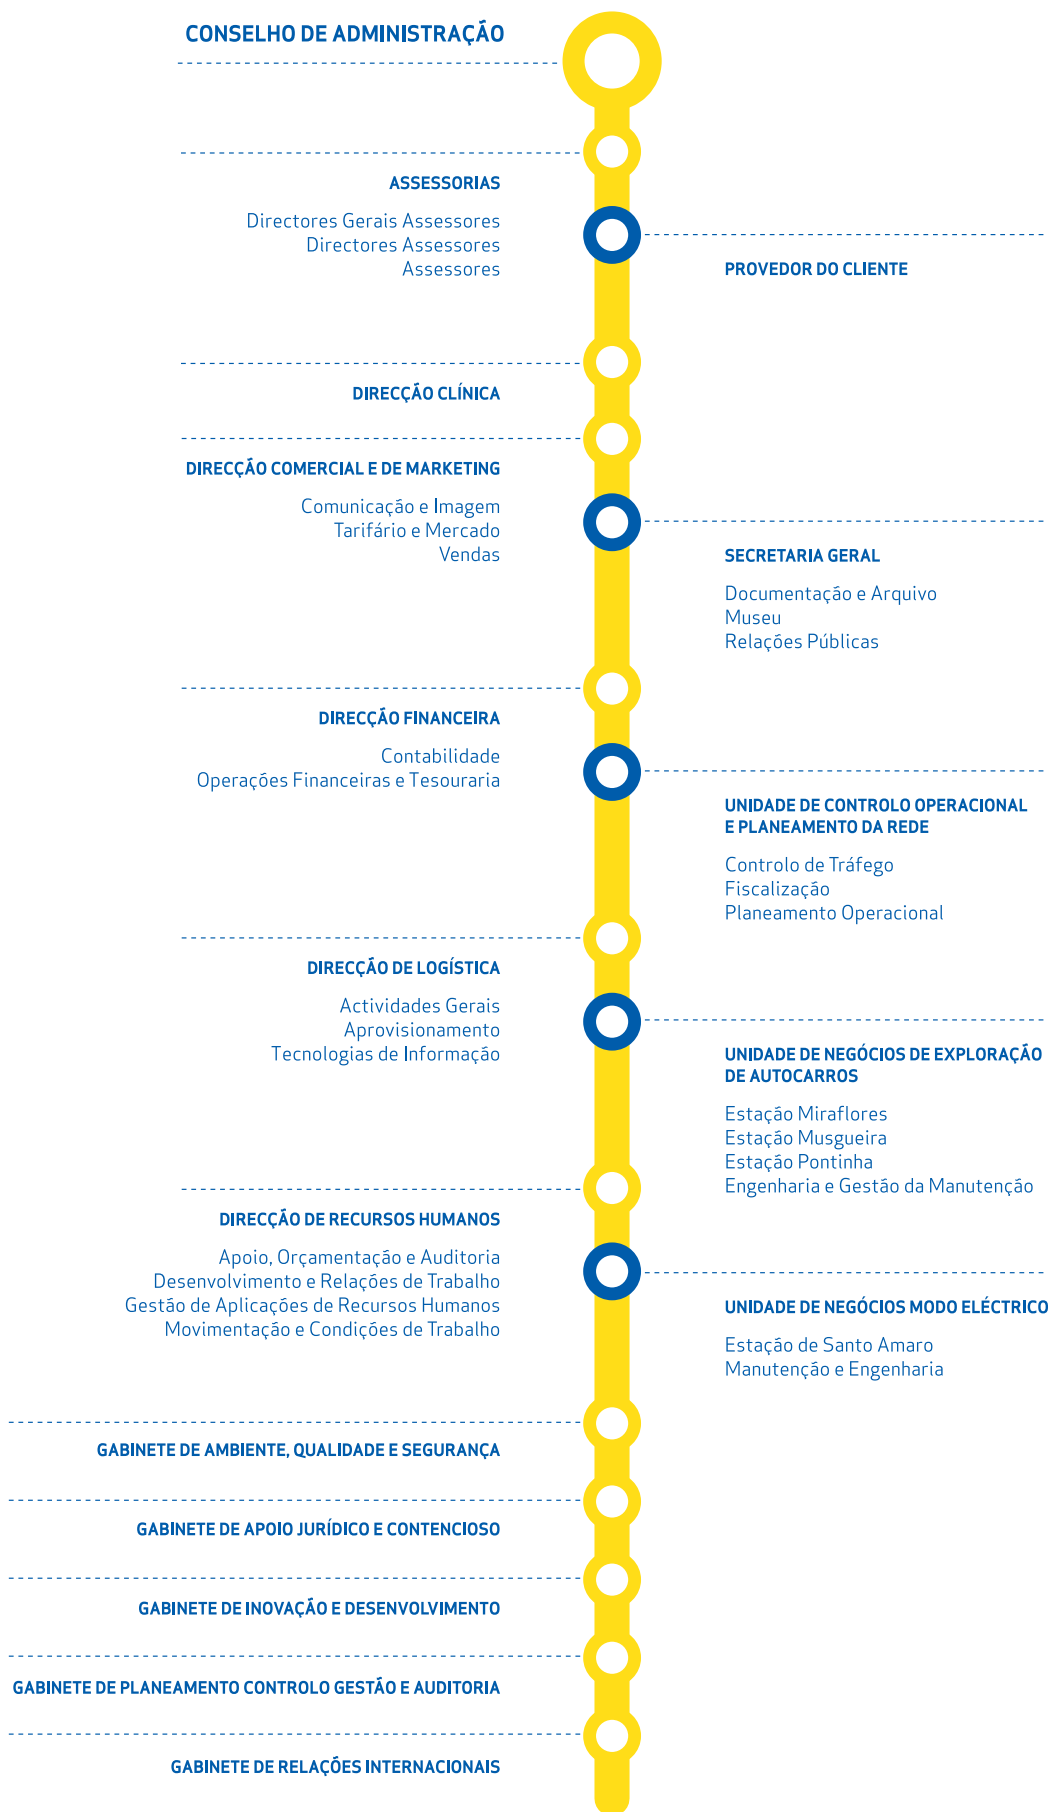 CONSELHO DE ADMINISTRAÇÃO
ASSESSORIAS
Directores Gerais Assessores
Directores Assessores
Assessores
PROVEDOR DO CLIENTE
DIRECÇÃO CLÍNICA
DIRECÇÃO COMERCIAL E DE MARKETING
Comunicação e Imagem
Tarifário e Mercado
Vendas
SECRETARIA GERAL
Documentação e Arquivo
Museu
Relações Públicas
DIRECÇÃO FINANCEIRA
Contabilidade
Operações Financeiras e Tesouraria
UNIDADE DE CONTROLO OPERACIONAL
E PLANEAMENTO DA REDE
Controlo de Tráfego
Fiscalização
Planeamento Operacional
DIRECÇÃO DE LOGÍSTICA
Actividades Gerais
Aprovisionamento
Tecnologias de Informação
UNIDADE DE NEGÓCIOS DE EXPLORAÇÃO
DE AUTOCARROS
Estação Miraflores
Estação Musgueira
Estação Pontinha
Engenharia e Gestão da Manutenção
DIRECÇÃO DE RECURSOS HUMANOS
Apoio, Orçamentação e Auditoria
Desenvolvimento e Relações de Trabalho
Gestão de Aplicações de Recursos Humanos
Movimentação e Condições de Trabalho
UNIDADE DE NEGÓCIOS MODO ELÉCTRICO
Estação de Santo Amaro
Manutenção e Engenharia
GABINETE DE AMBIENTE, QUALIDADE E SEGURANÇA
GABINETE DE APOIO JURÍDICO E CONTENCIOSO
GABINETE DE INOVAÇÃO E DESENVOLVIMENTO
GABINETE DE PLANEAMENTO CONTROLO GESTÃO E AUDITORIA
GABINETE DE RELAÇÕES INTERNACIONAIS